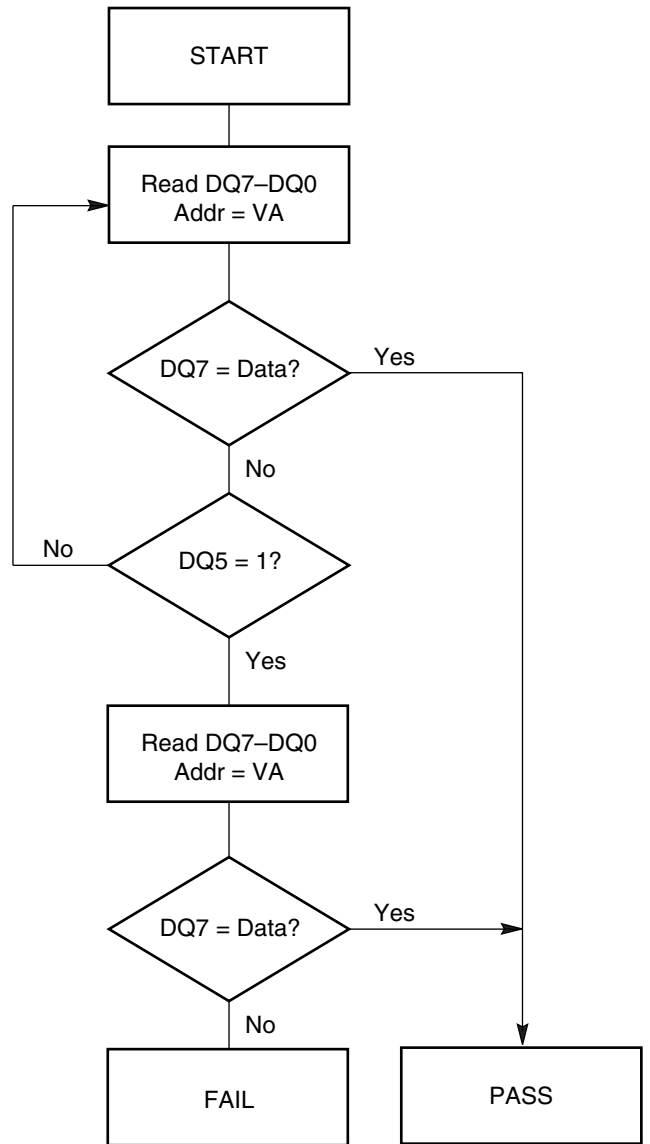 START
Read DQ7–DQ0
Addr = VA
DQ7 = Data?
Yes
No
No
DQ5 = 1?
Yes
Read DQ7–DQ0
Addr = VA
DQ7 = Data?
Yes
No
FAIL
PASS